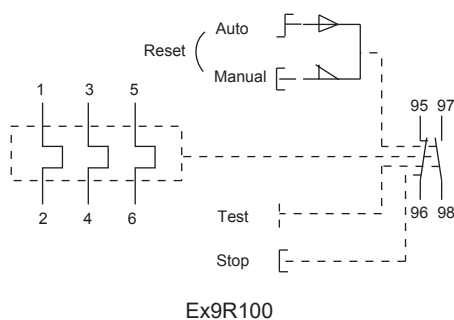 Auto
Reset
Manual
1 3 5
95 97
2 4 6
96 98
Test
Stop
Ex9R100